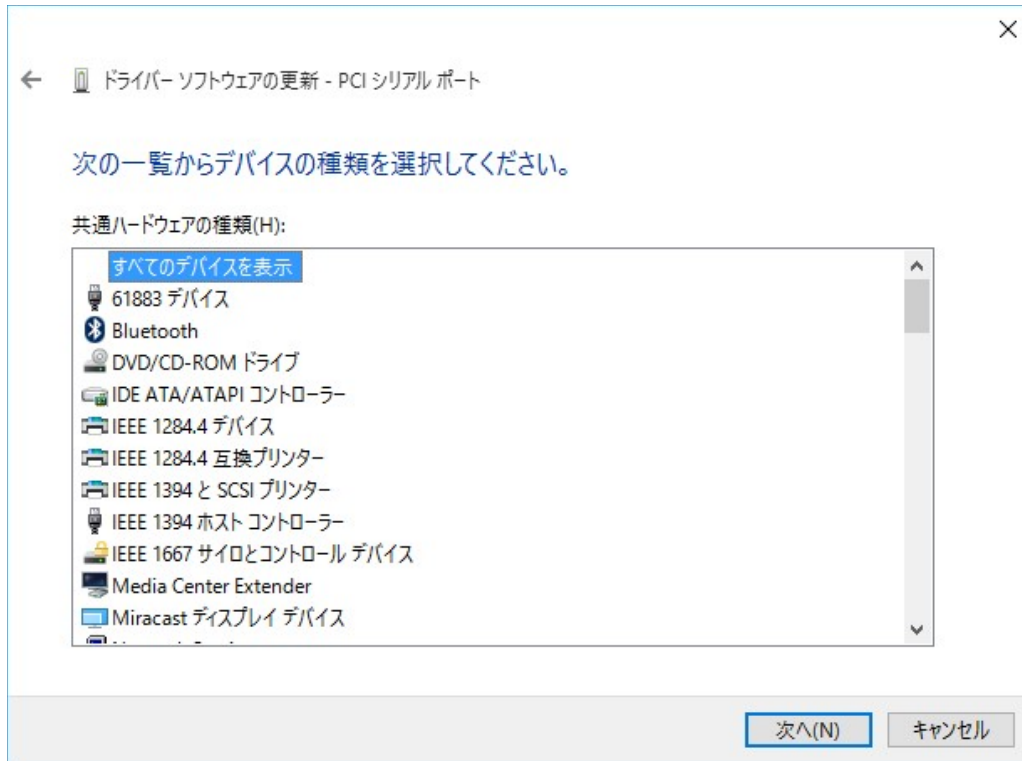 ドライバー ソフトウェアの更新 - PCI シリアル ポート
次の一覧からデバイスの種類を選択してください。
共通ハードウェアの種類(H):
すべてのデバイスを表示
61883 デバイス
Bluetooth
DVD/CD-ROM ドライブ
IDE ATA/ATAPI コントローラー
IEEE 1284.4 デバイス
IEEE 1284.4 互換プリンター
IEEE 1394 と SCSI プリンター
IEEE 1394 ホスト コントローラー
IEEE 1667 サイロとコントロール デバイス
Media Center Extender
Miracast ディスプレイ デバイス
次へ(N)
キャンセル